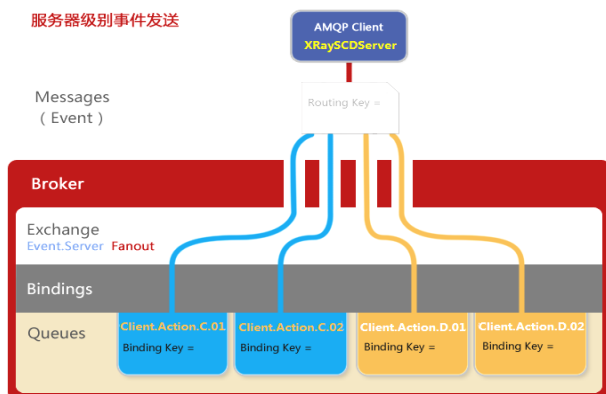 服务器级别事件发送
AMQP Client
XRaySCDServer
Messages
（ Event ）
Routing Key =
Broker
Exchange
Event.Server Fanout
Bindings
Queues
Client.Action.C.01
Binding Key =
Client.Action.C.02
Binding Key =
Client.Action.D.01
Binding Key =
Client.Action.D.02
Binding Key =